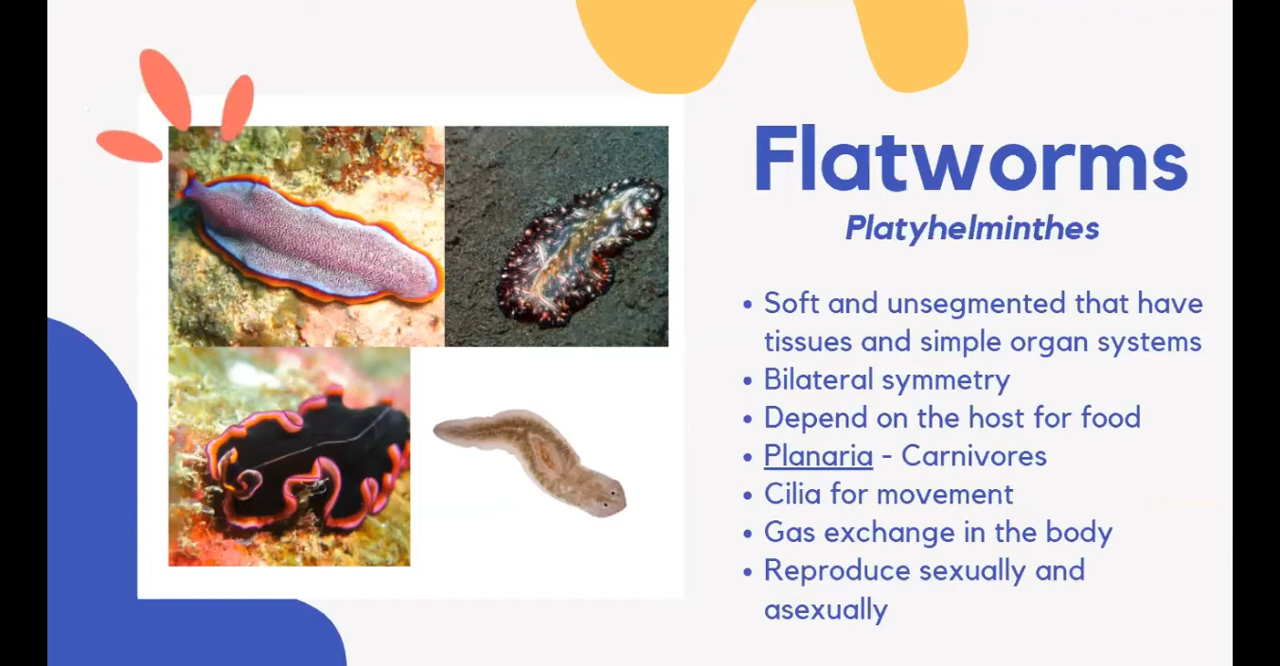 Flatworms
Platyhelminthes
• Soft and unsegmented that have
tissues and simple organ systems
• Bilateral symmetry
• Depend on the host for food
• Planaria - Carnivores
• Cilia for movement
• Gas exchange in the body
• Reproduce sexually and
asexually